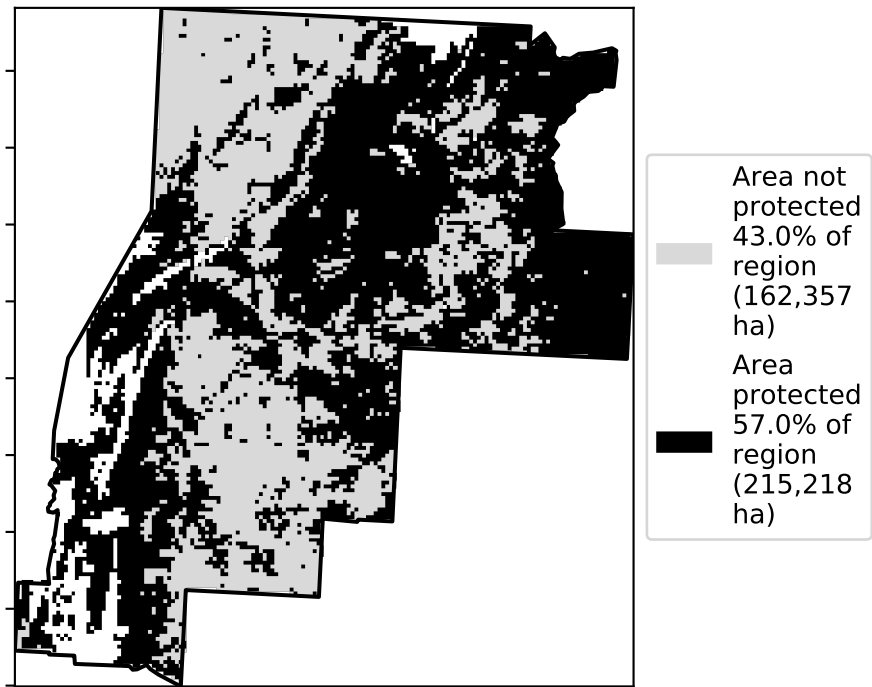 Area not
protected
43.0% of
region
(162,357
ha)
Area
protected
57.0% of
region
(215,218
ha)